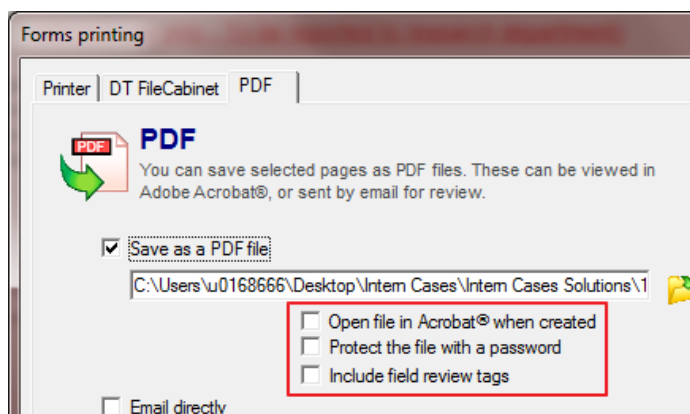 Forms printing
Printer DT FileCabinet PDF
PDF
PDF
You can save selected pages as PDF files. These can be viewed in
Adobe Acrobat®, or sent by email for review.
Save as a PDF file
C:\Users\u0168666\Desktop\Intern Cases\Intern Cases Solutions\1
Open file in Acrobat® when created
Protect the file with a password
Include field review tags
Email directly